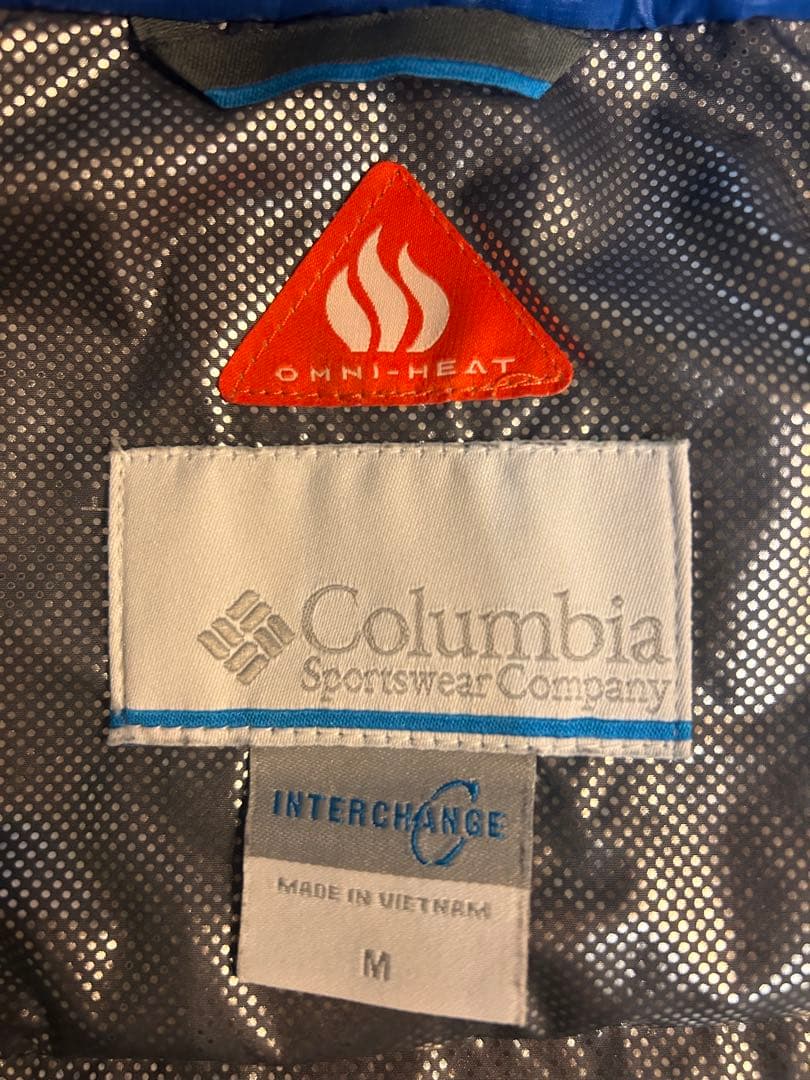 OMNI-HEAT
Columbia
Sportswear Company
INTERCHANGE
MADE IN VIETNAM
M